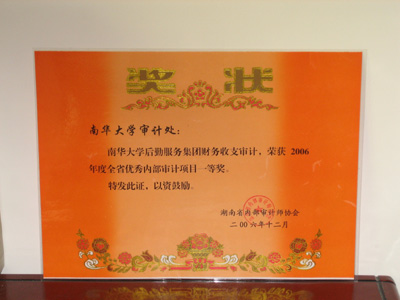 奖 状
南华大学审计处：
南华大学后勤服务集团财务收支审计，荣获 2006
年度全省优秀内部审计项目一等奖。
特发此证，以资鼓励。
湖南省内部审计师协会
二00六年十二月